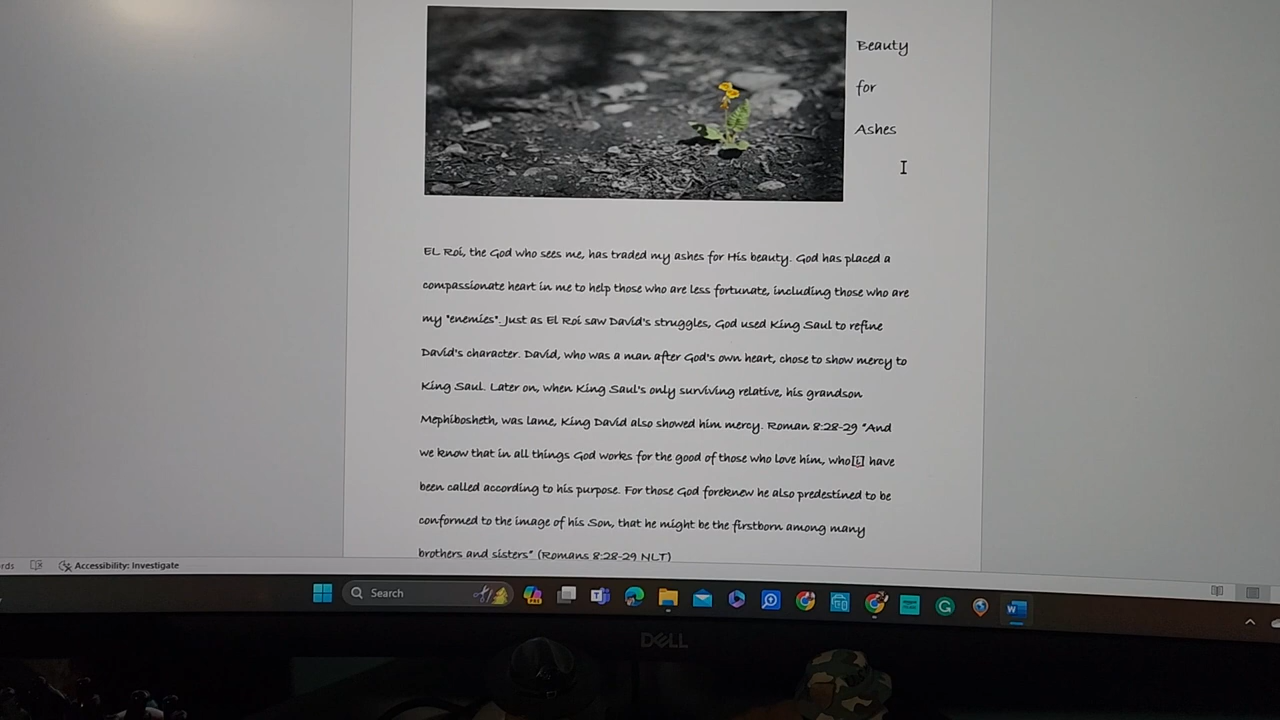 Beauty
for
Ashes
EL Roi, the God who sees me, has traded my ashes for His beauty. God has placed a
compassionate heart in me to help those who are less fortunate, including those who are
my "enemies". Just as El Roi saw David's struggles, God used King Saul to refine
David's character. David, who was a man after God's own heart, chose to show mercy to
King Saul. Later on, when King Saul's only surviving relative, his grandson
Mephibosheth, was lame, King David also showed him mercy. Roman 8:28-29 "And
we know that in all things God works for the good of those who love him, who[i] have
been called according to his purpose. For those God foreknew he also predestined to be
conformed to the image of his Son, that he might be the firstborn among many
brothers and sisters" (Romans 8:28-29 NLT)
rds
Accessibility: Investigate
Search
DELL